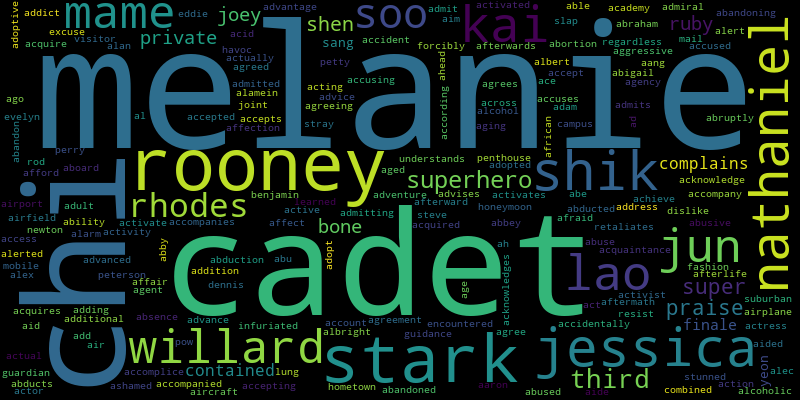 addict
eddie
advantage
activated
able
academy
admiral
abandoning
mame
soo
kai
adoptive
excuse
joey
shen
admit
aim
slap
abraham
ruby
mail
alert
acquire
visitor
alan
private
havoc
acid
sang
accident
forcibly
afterwards
abortion
regardless
aggressive
accused
melanie
nathaniel
actually
agreed
petty
accusing
according
ahead
albert
accept
abigail
aang
ago
admitted
alamein
joint
acting
advice
agreeing
agrees
across
alcohol
aging
ace
accuses
adam
agency
admits
evelyn
al
accepted
accepts
affection
stray
african
campus
ad
abruptly
abandon
perry
rod
afford
aboard
rooney
aged
understands
penthouse
adopted
superhero
shik
complains
acknowledge
accompany
chi
adult
ability
rhodes
benjamin
learned
active
adventure
advises
activates
abe
achieve
airport
airfield
newton
alarm
activity
activate
accompanies
affect
admitting
afterward
honeymoon
abducted
address
dislike
abusive
steve
acquired
abbey
afraid
retaliates
bone
cadet
jun
access
alerted
mobile
alex
advanced
peterson
abby
addition
abduction
abu
adopt
ah
acknowledges
age
abuse
acquaintance
lao
fashion
afterlife
affair
agent
dennis
activist
super
suburban
acquires
adding
additional
absence
advance
infuriated
account
agreement
encountered
act
aftermath
resist
praise
airplane
aid
add
air
willard
albright
guidance
agree
accidentally
finale
actress
actual
pow
stark
jessica
aided
guardian
abducts
accomplice
contained
lung
third
stunned
yeon
alec
actor
ashamed
accompanied
aircraft
accepting
hometown
abandoned
aaron
abused
aide
combined
action
alcoholic